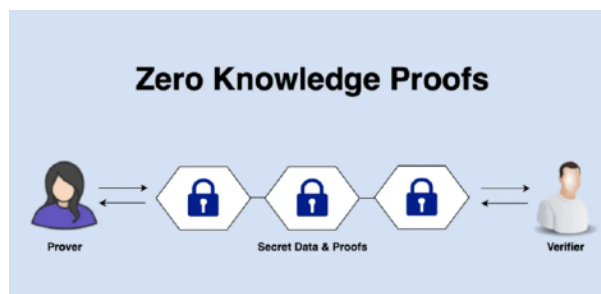 Zero Knowledge Proofs
Prover
Secret Data & Proofs
Verifier